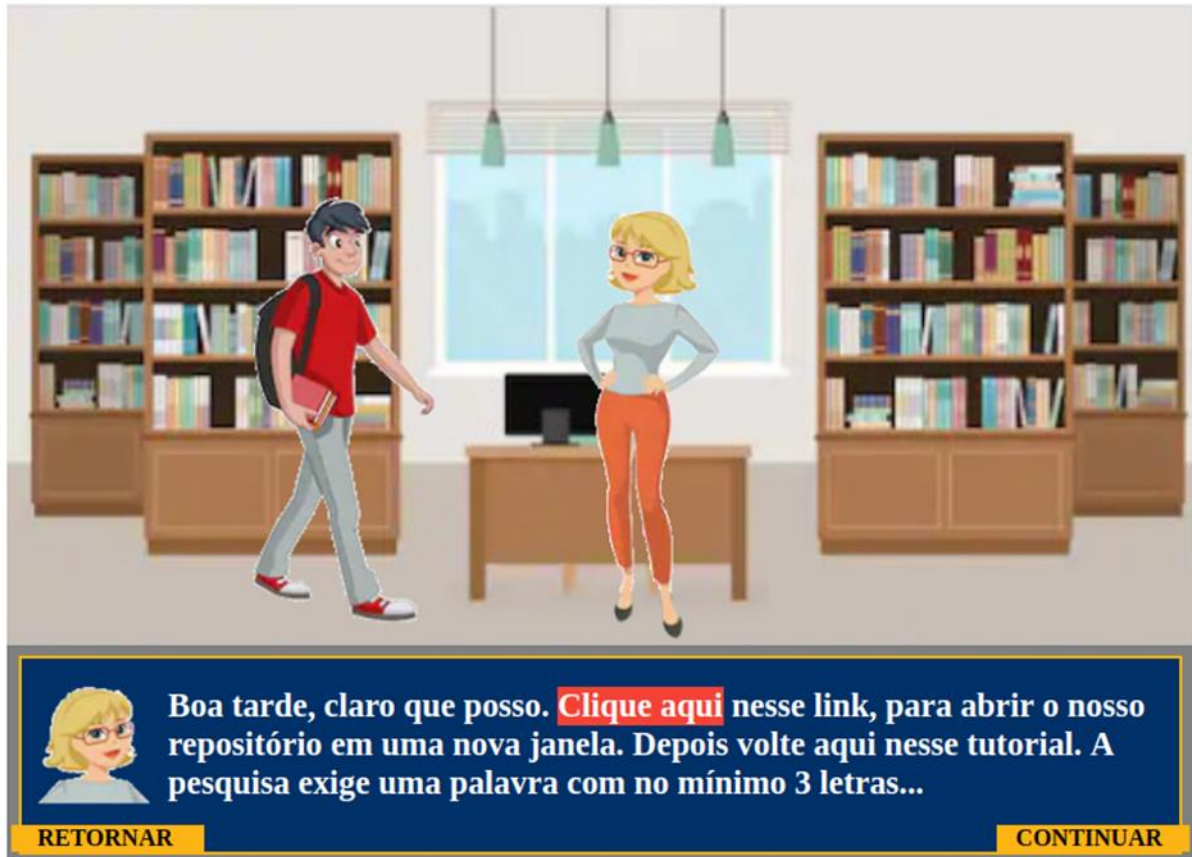 Boa tarde, claro que posso. Clique aqui nesse link, para abrir o nosso
repositório em uma nova janela. Depois volte aqui nesse tutorial. A
pesquisa exige uma palavra com no mínimo 3 letras...
RETORNAR
CONTINUAR